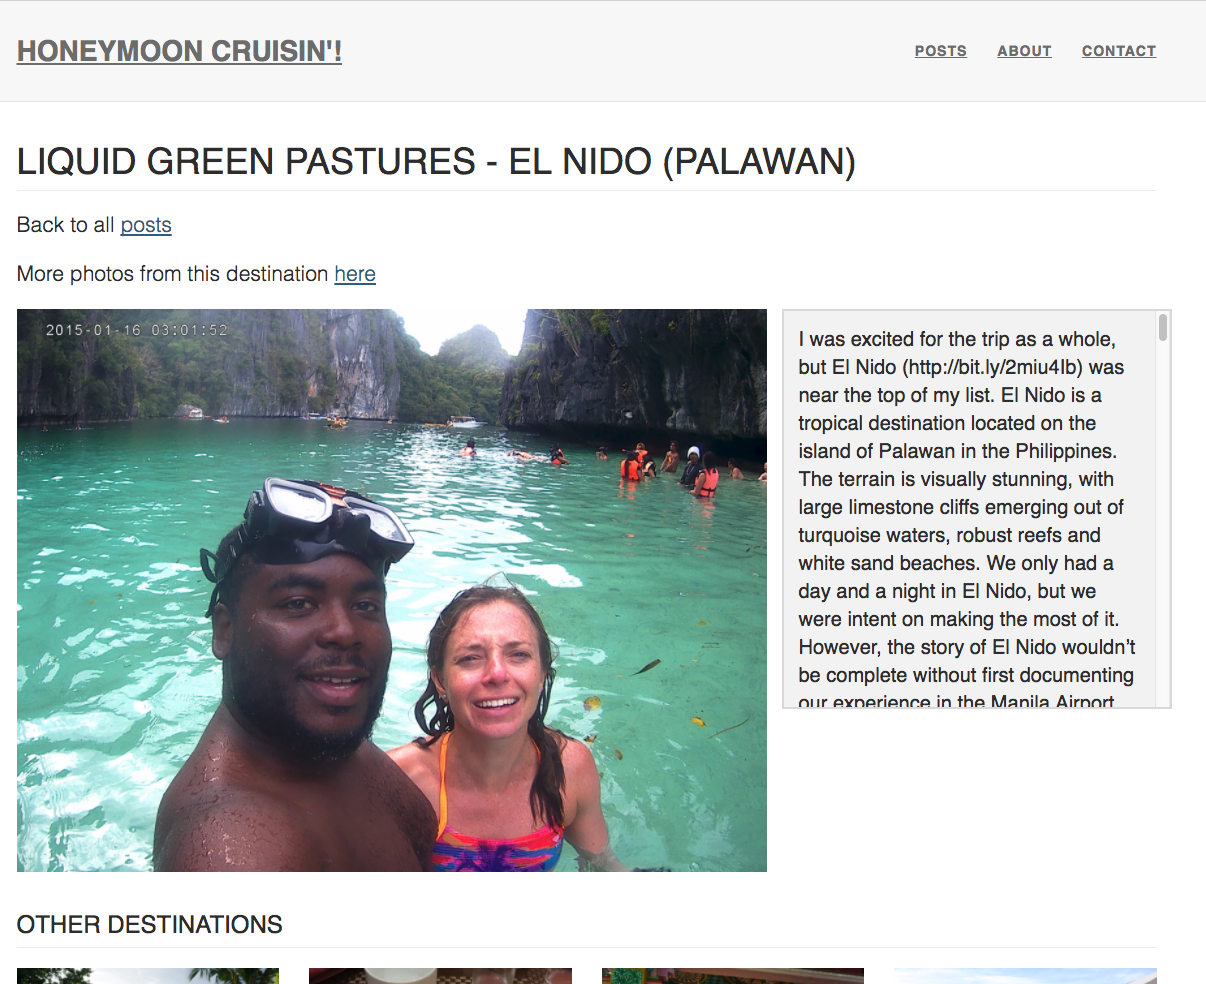 HONEYMOON CRUISIN'!
POSTS ABOUT CONTACT
LIQUID GREEN PASTURES - EL NIDO (PALAWAN)
Back to all posts
More photos from this destination here
2015-01-16 03:01:52
I was excited for the trip as a whole,
but El Nido (http://bit.ly/2miu4Ib) was
near the top of my list. El Nido is a
tropical destination located on the
island of Palawan in the Philippines.
The terrain is visually stunning, with
large limestone cliffs emerging out of
turquoise waters, robust reefs and
white sand beaches. We only had a
day and a night in El Nido, but we
were intent on making the most of it.
However, the story of El Nido wouldn’t
be complete without first documenting
our experience in the Manila Airport
OTHER DESTINATIONS